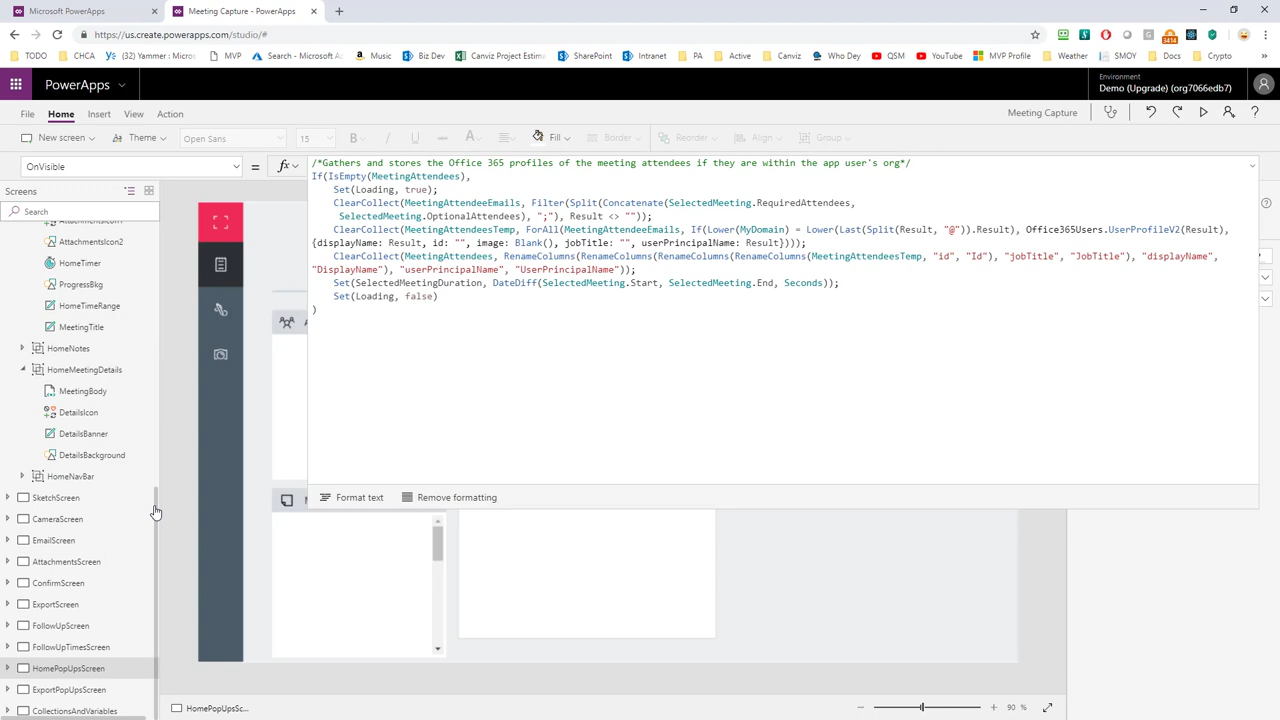 Microsoft PowerApps
Meeting Capture - PowerApps
https://us.create.powerapps.com/studio/#
3414
TODO
CHCA
(2) Yammer : Micros
MVP
Search - Microsoft A
Music
Biz Dev
Canviz Project Estim
SharePoint
Intranet
PA
Active
Canviz
Who Dey
QSM
YouTube
MVP Profile
Weather
SMOY
Docs
Crypto
PowerApps
Environment
Demo (Upgrade) (org7066edb7)
File
Home
Insert
View
Action
Meeting Capture
New screen
Theme
Open Sans
15
B
I
U
A
Fill
Border
Reorder
Align
Group
OnVisible
=
fx
/*Gathers and stores the Office 365 profiles of the meeting attendees if they are within the app user's org*/
If(IsEmpty(MeetingAttendees),
Set(Loading, true);
ClearCollect(MeetingAttendeeEmails, Filter(Split(Concatenate(SelectedMeeting.RequiredAttendees,
SelectedMeeting.OptionalAttendees), ";"), Result <> ""));
ClearCollect(MeetingAttendeesTemp, ForAll(MeetingAttendeeEmails, If(Lower(MyDomain) = Lower(Last(Split(Result, "@")).Result), Office365Users.UserProfileV2(Result),
{displayName: Result, id: "", image: Blank(), jobTitle: "", userPrincipalName: Result})));
ClearCollect(MeetingAttendees, RenameColumns(RenameColumns(RenameColumns(RenameColumns(MeetingAttendeesTemp, "id", "Id"), "jobTitle", "JobTitle"), "displayName",
"DisplayName"), "userPrincipalName", "UserPrincipalName"));
Set(SelectedMeetingDuration, DateDiff(SelectedMeeting.Start, SelectedMeeting.End, Seconds));
Set(Loading, false)
)
Format text
Remove formatting
Screens
Search
AttachmentsIcon1
AttachmentsIcon2
HomeTimer
ProgressBkg
HomeTimeRange
MeetingTitle
HomeNotes
HomeMeetingDetails
MeetingBody
DetailsIcon
DetailsBanner
DetailsBackground
HomeNavBar
SketchScreen
CameraScreen
EmailScreen
AttachmentsScreen
ConfirmScreen
ExportScreen
FollowUpScreen
FollowUpTimesScreen
HomePopUpsScreen
ExportPopUpsScreen
CollectionsAndVariables
HomePopUpsSc...
90 %